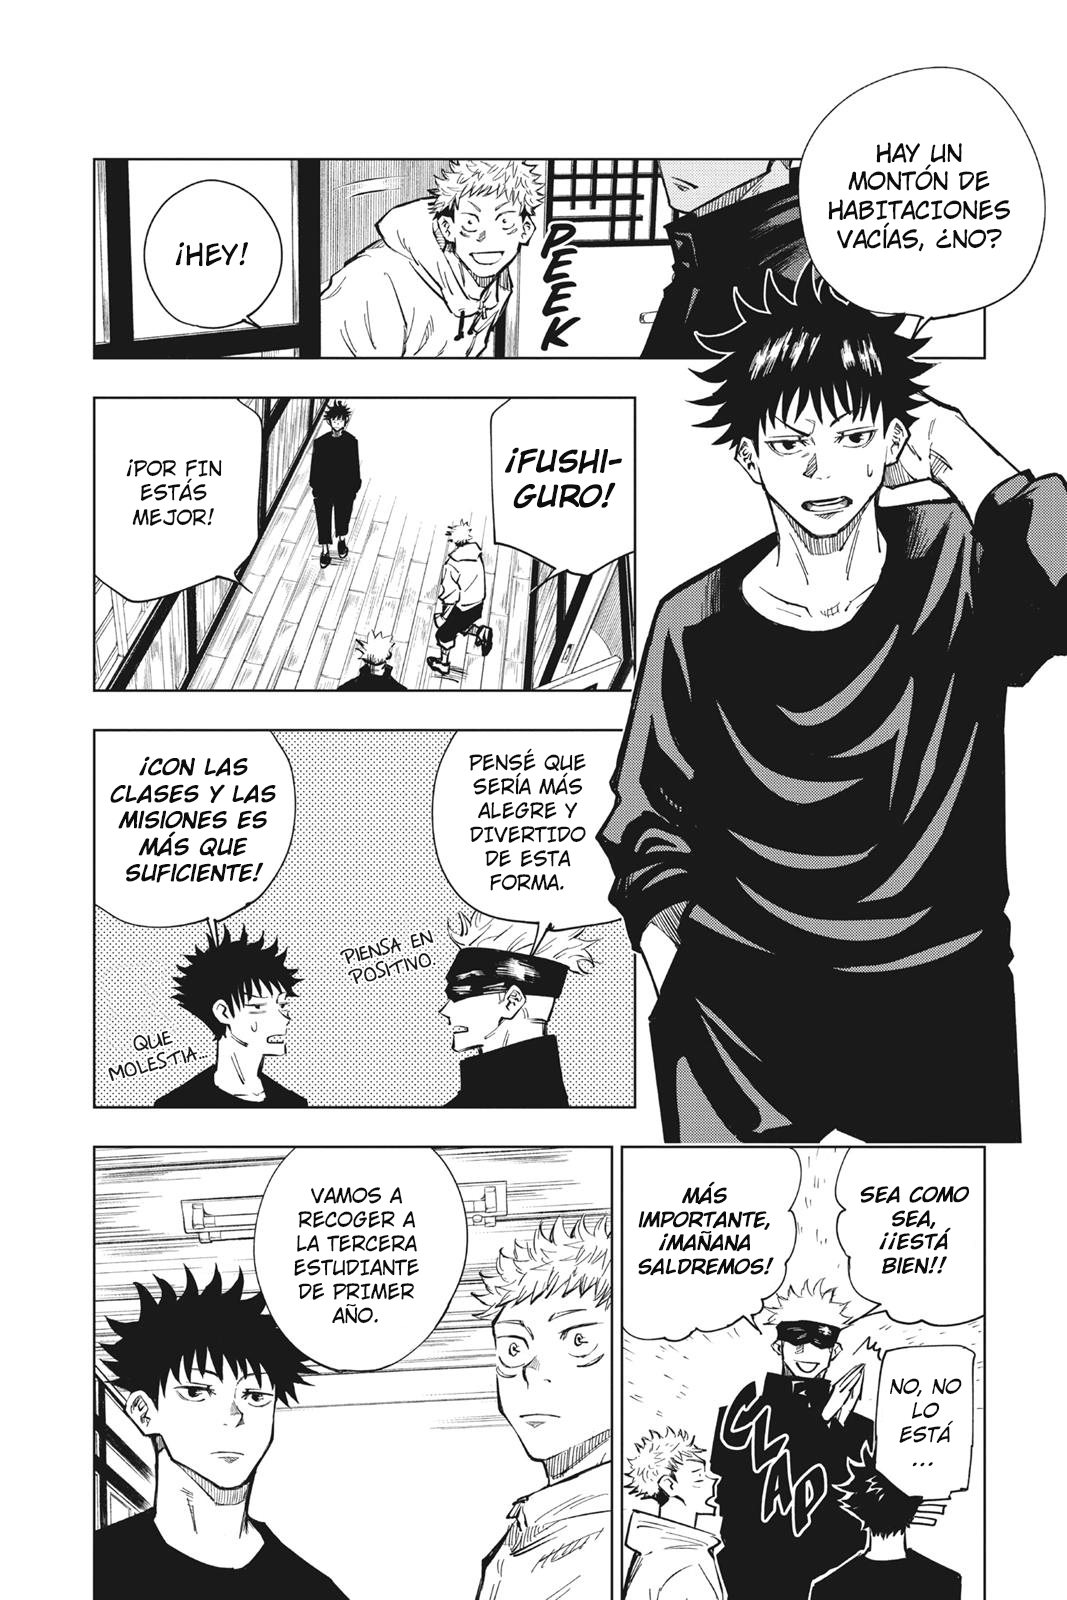 HAY UN
MONTÓN DE
HABITACIONES
VACÍAS, ¿NO?
PEEK
¡HEY!
¡FUSHI-
GURO!
¡POR FIN
ESTÁS
MEJOR!
PENSÉ QUE
SERÍA MÁS
ALEGRE Y
DIVERTIDO
DE ESTA
FORMA.
PIENSA EN
POSITIVO.
¡CON LAS
CLASES Y LAS
MISIONES ES
MÁS QUE
SUFICIENTE!
QUE
MOLESTIA...
SEA COMO
SEA,
¡¡ESTÁ
BIEN!!
MÁS
IMPORTANTE,
¡MAÑANA
SALDREMOS!
CLAP
NO, NO
LO
ESTÁ
...
VAMOS A
RECOGER A
LA TERCERA
ESTUDIANTE
DE PRIMER
AÑO.